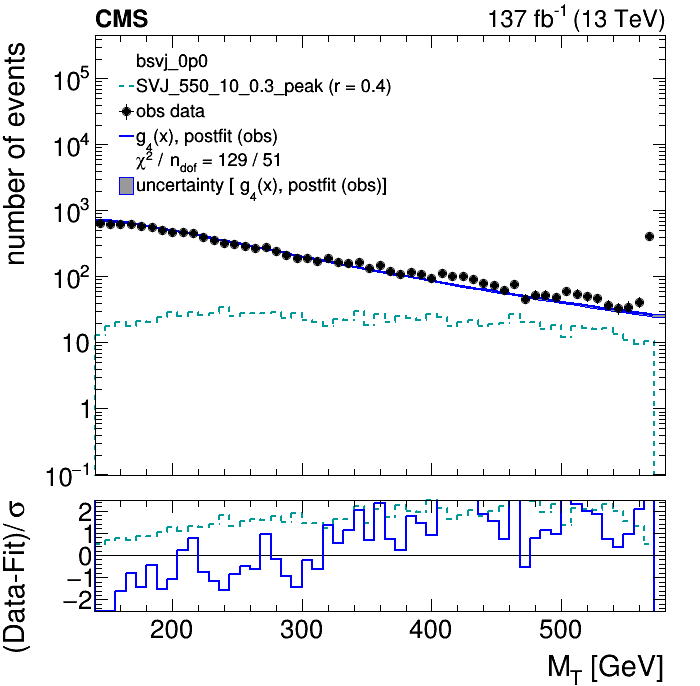 CMS 137 fb⁻¹ (13 TeV)
number of events
10⁵
10⁴
10³
10²
10
1
10⁻¹
bsvj_0p0
SVJ_550_10_0.3_peak (r = 0.4)
obs data
g₄(x), postfit (obs)
χ² / n_dof = 129 / 51
uncertainty [ g₄(x), postfit (obs)]
(Data-Fit)/σ
2
1
0
−1
−2
200 300 400 500
M_T [GeV]